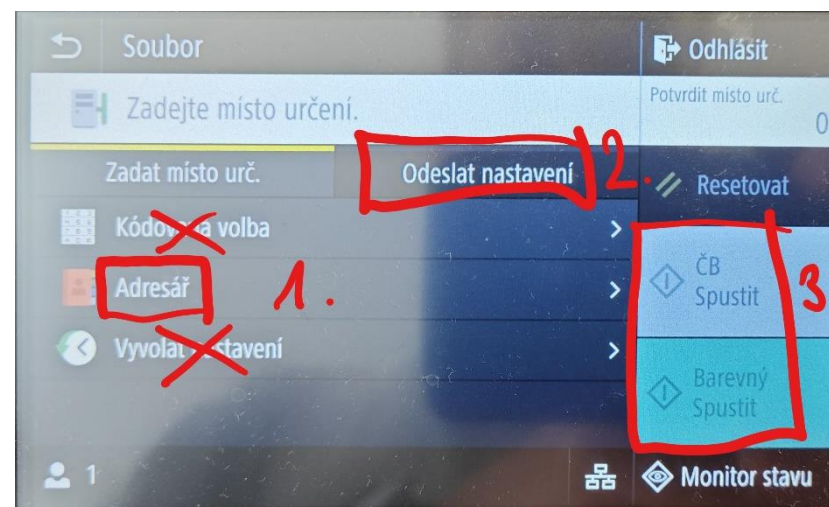 Soubor
Odhlásit
Zadejte místo určení.
Potvrdit místo urč.
0
Zadat místo urč.
Odeslat nastavení
2.
Resetovat
Kódovaná volba
Adresář
1.
ČB
Spustit
3
Vyvolat nastavení
Barevný
Spustit
1
Monitor stavu